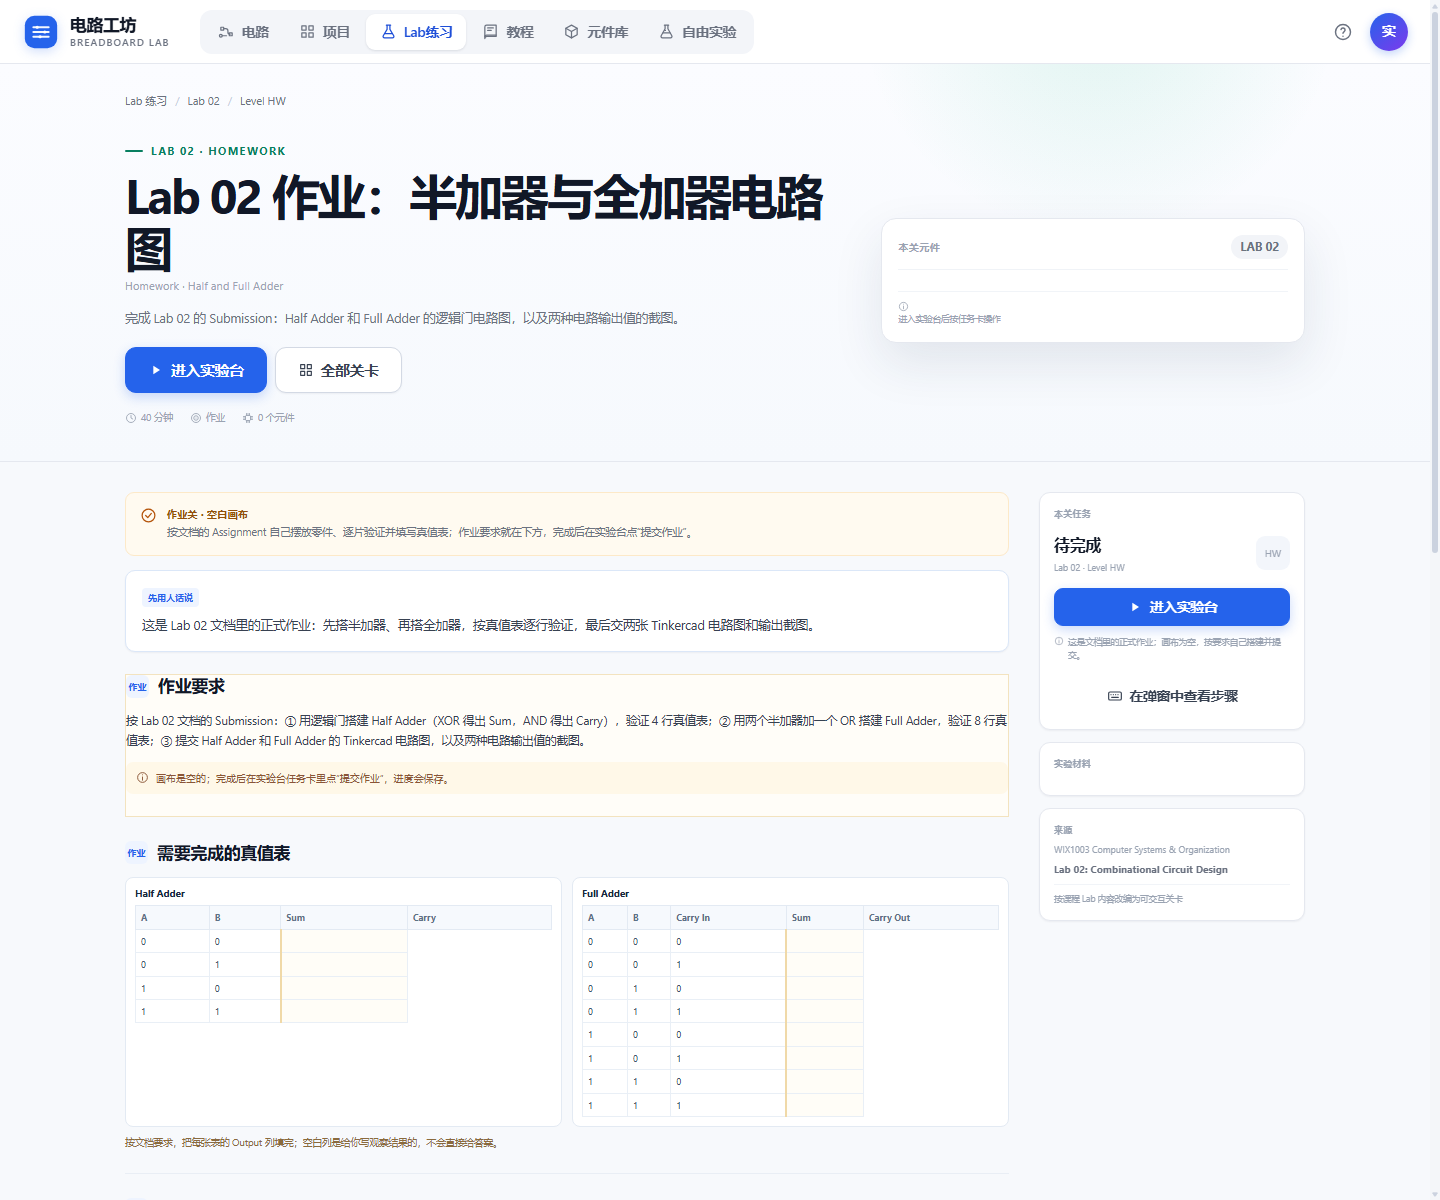 电路工坊
BREADBOARD LAB
电路
项目
Lab练习
教程
元件库
自由实验
实
Lab 练习 / Lab 02 / Level HW
LAB 02 · HOMEWORK
Lab 02 作业：半加器与全加器电路
图
Homework · Half and Full Adder
完成 Lab 02 的 Submission：Half Adder 和 Full Adder 的逻辑门电路图，以及两种电路输出值的截图。
进入实验台
全部关卡
40 分钟
作业
0 个元件
本关元件
LAB 02
进入实验台后按任务卡操作
作业关 · 空白画布
按文档的 Assignment 自己摆放零件、逐片验证并填写真值表；作业要求就在下方，完成后在实验台点“提交作业”。
先用人话说
这是 Lab 02 文档里的正式作业：先搭半加器、再搭全加器，按真值表逐行验证，最后交两张 Tinkercad 电路图和输出截图。
作业 作业要求
按 Lab 02 文档的 Submission：① 用逻辑门搭建 Half Adder（XOR 得出 Sum，AND 得出 Carry），验证 4 行真值表；② 用两个半加器加一个 OR 搭建 Full Adder，验证 8 行真
值表；③ 提交 Half Adder 和 Full Adder 的 Tinkercad 电路图，以及两种电路输出值的截图。
画布是空的；完成后在实验台任务卡里点“提交作业”，进度会保存。
作业 需要完成的真值表
Half Adder
A B Sum Carry
0 0
0 1
1 0
1 1
Full Adder
A B Carry In Sum Carry Out
0 0 0
0 0 1
0 1 0
0 1 1
1 0 0
1 0 1
1 1 0
1 1 1
按文档要求，把每张表的 Output 列填完；空白列是给你写观察结果的，不会直接给答案。
本关任务
待完成
Lab 02 · Level HW
HW
进入实验台
这是文档里的正式作业：画布为空，按要求自己搭建并提
交。
在弹窗中查看步骤
实验材料
来源
WIX1003 Computer Systems & Organization
Lab 02: Combinational Circuit Design
按课程 Lab 内容改编为可交互关卡